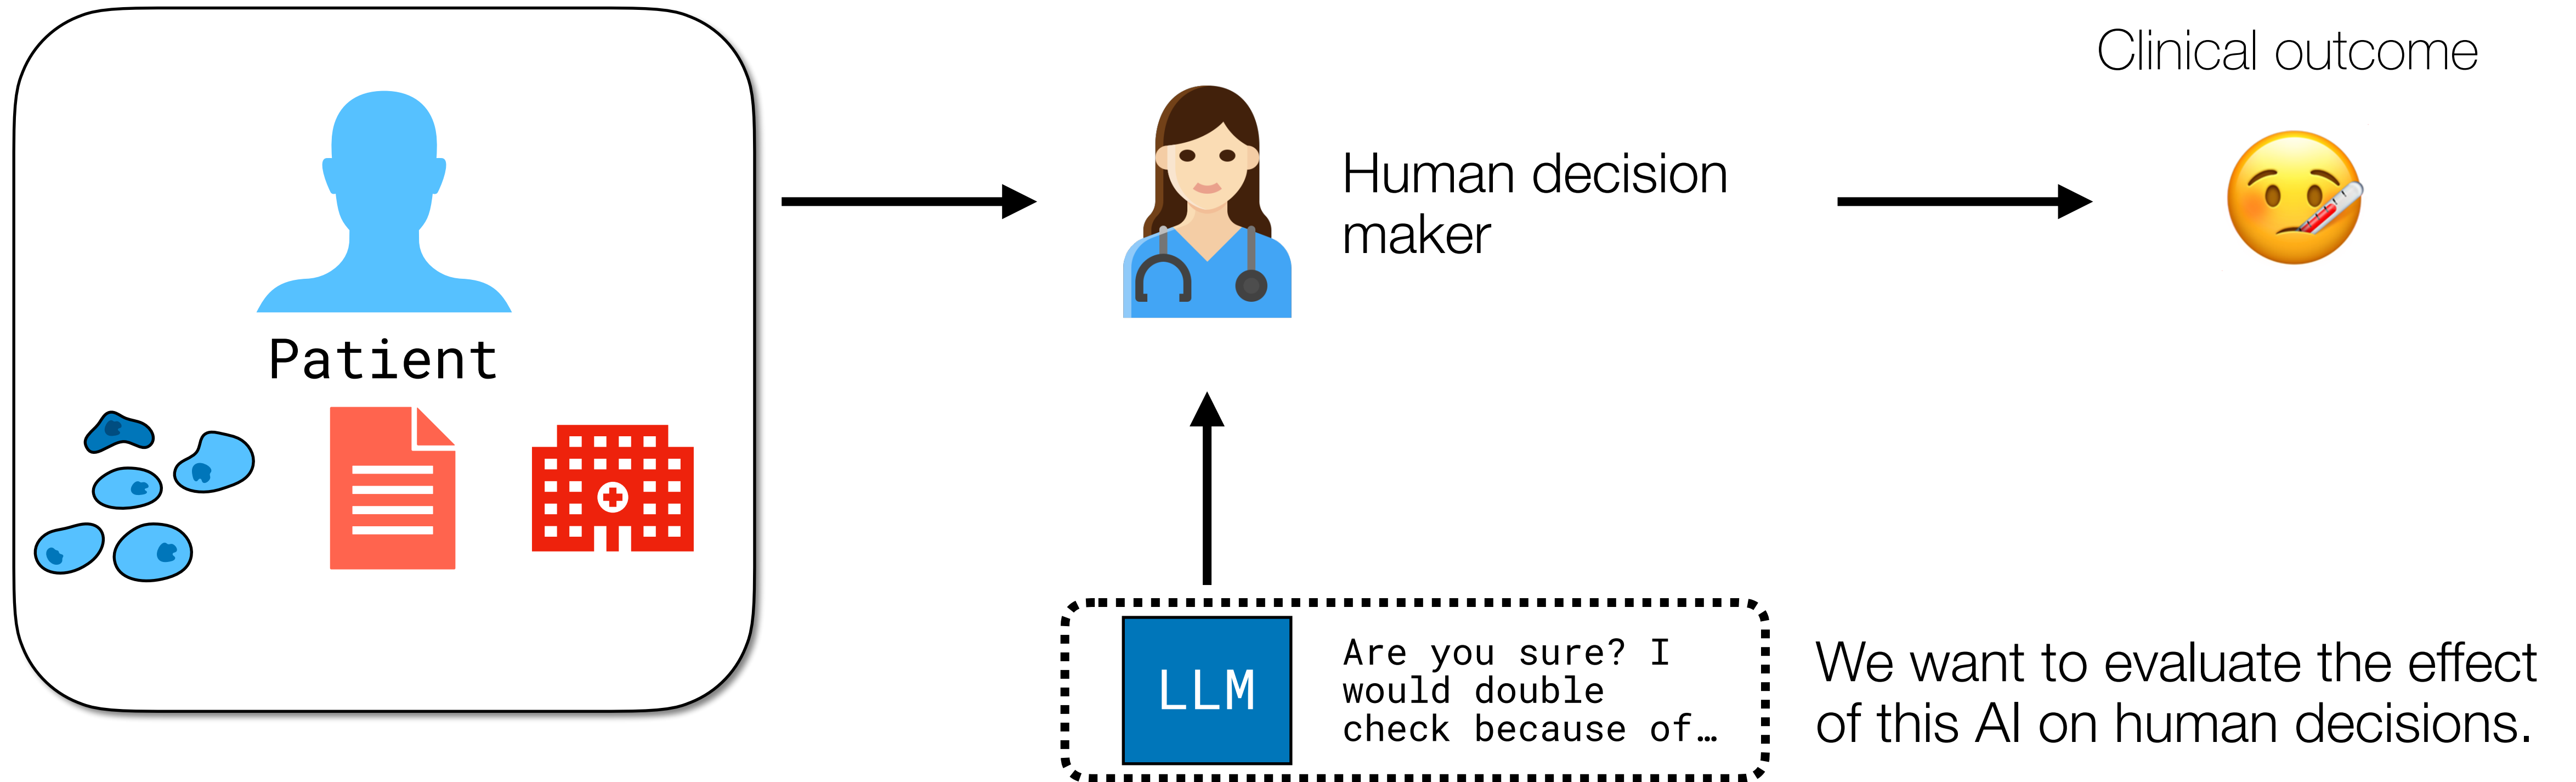 Clinical outcome
Human decision
maker
Patient
LLM
Are you sure? I
would double
check because of…
We want to evaluate the effect
of this AI on human decisions.